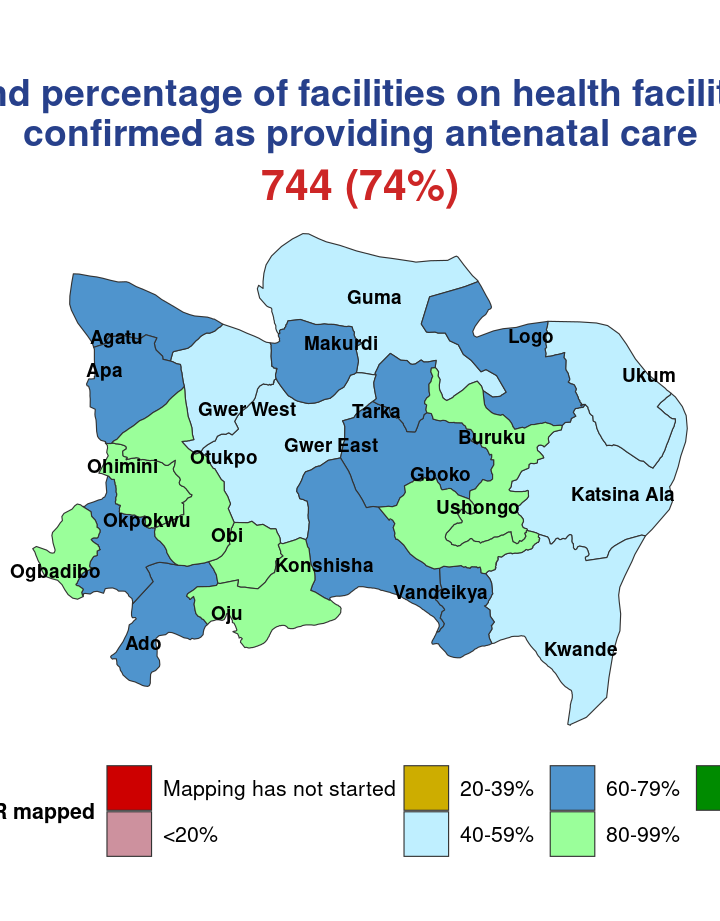 nd percentage of facilities on health facilit
confirmed as providing antenatal care
744 (74%)
Guma
Agatu
Makurdi
Logo
Apa
Ukum
Gwer West
Tarka
Gwer East
Buruku
Otukpo
Ohimini
Gboko
Katsina Ala
Ushongo
Okpokwu
Obi
Ogbadibo
Konshisha
Vandeikya
Oju
Ado
Kwande
R mapped
Mapping has not started
20-39%
60-79%
<20%
40-59%
80-99%